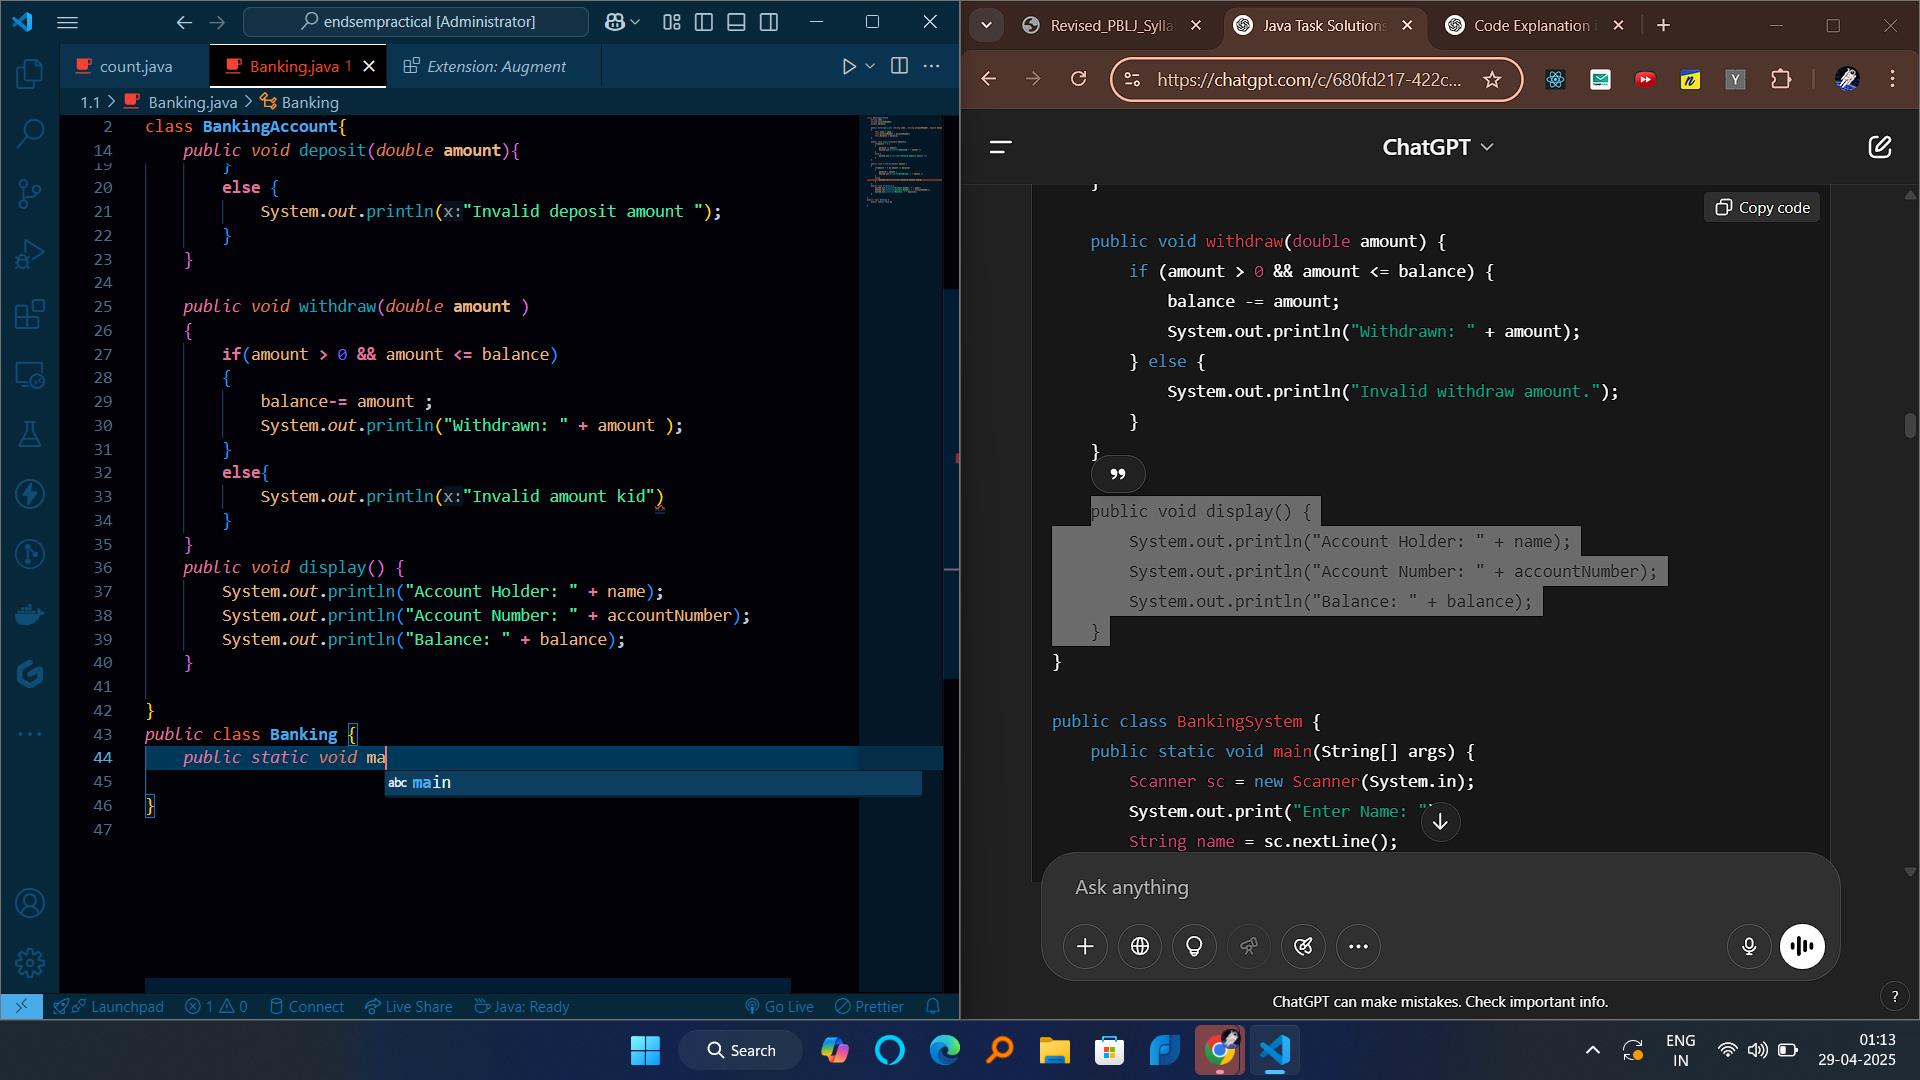 endsempractical [Administrator]
count.java
Banking.java 1
Extension: Augment
1.1 > Banking.java > Banking
2 class BankingAccount{
14 public void deposit(double amount){
19 }
20 else {
21 System.out.println(x:"Invalid deposit amount ");
22 }
23 }
24
25 public void withdraw(double amount )
26 {
27 if(amount > 0 && amount <= balance)
28 {
29 balance-= amount ;
30 System.out.println("Withdrawn: " + amount );
31 }
32 else{
33 System.out.println(x:"Invalid amount kid")
34 }
35 }
36 public void display() {
37 System.out.println("Account Holder: " + name);
38 System.out.println("Account Number: " + accountNumber);
39 System.out.println("Balance: " + balance);
40 }
41
42 }
43 public class Banking {
44 public static void ma
45
abc main
46 }
47
Launchpad 1 0 Connect Live Share Java: Ready Go Live Prettier
Revised_PBLJ_Sylla
Java Task Solutions
Code Explanation
https://chatgpt.com/c/680fd217-422c...
Y
ChatGPT
}
Copy code
public void withdraw(double amount) {
if (amount > 0 && amount <= balance) {
balance -= amount;
System.out.println("Withdrawn: " + amount);
} else {
System.out.println("Invalid withdraw amount.");
}
}
public void display() {
System.out.println("Account Holder: " + name);
System.out.println("Account Number: " + accountNumber);
System.out.println("Balance: " + balance);
}
}
public class BankingSystem {
public static void main(String[] args) {
Scanner sc = new Scanner(System.in);
System.out.print("Enter Name: "
String name = sc.nextLine();
Ask anything
ChatGPT can make mistakes. Check important info.
?
Search
ENG
IN
01:13
29-04-2025